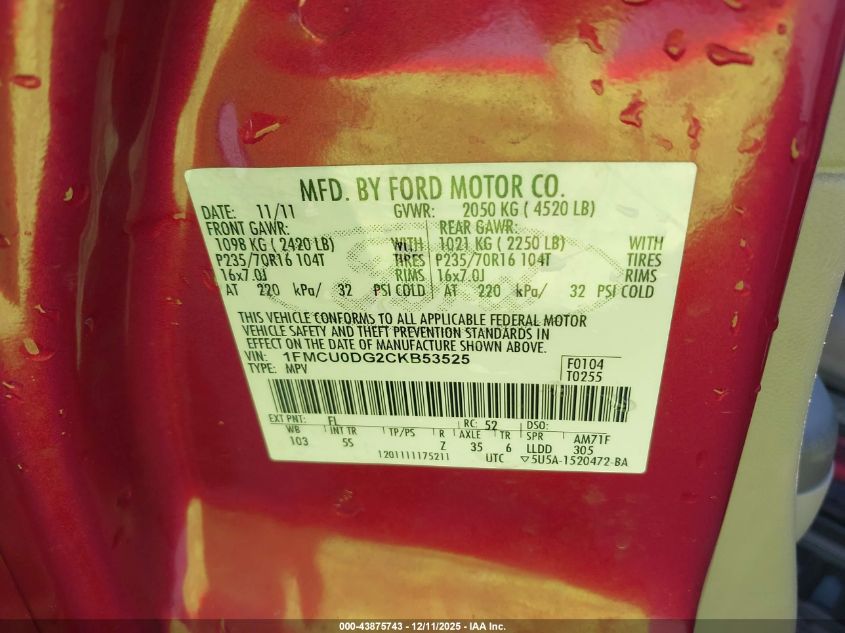 MFD. BY FORD MOTOR CO.
DATE: 11/11 GVWR: 2050 KG ( 4520 LB)
FRONT GAWR: REAR GAWR:
1098 KG ( 2420 LB) WITH 1021 KG ( 2250 LB) WITH
P235/70R16 104T TIRES P235/70R16 104T TIRES
16x7.0J RIMS 16x7.0J RIMS
AT 220 kPa/ 32 PSI COLD AT 220 kPa/ 32 PSI COLD
THIS VEHICLE CONFORMS TO ALL APPLICABLE FEDERAL MOTOR
VEHICLE SAFETY AND THEFT PREVENTION STANDARDS IN
EFFECT ON THE DATE OF MANUFACTURE SHOWN ABOVE.
VIN: 1FMCU0DG2CKB53525 F0104
TYPE: MPV T0255
EXT PNT: FL RC: 52 DSO:
WB INT TR TP/PS R AXLE TR SPR AM71F
103 5S Z 35 6 LLDD 305
1201111175211 UTC ▽5U5A-1520472-BA
000-43875743 - 12/11/2025 - IAA Inc.